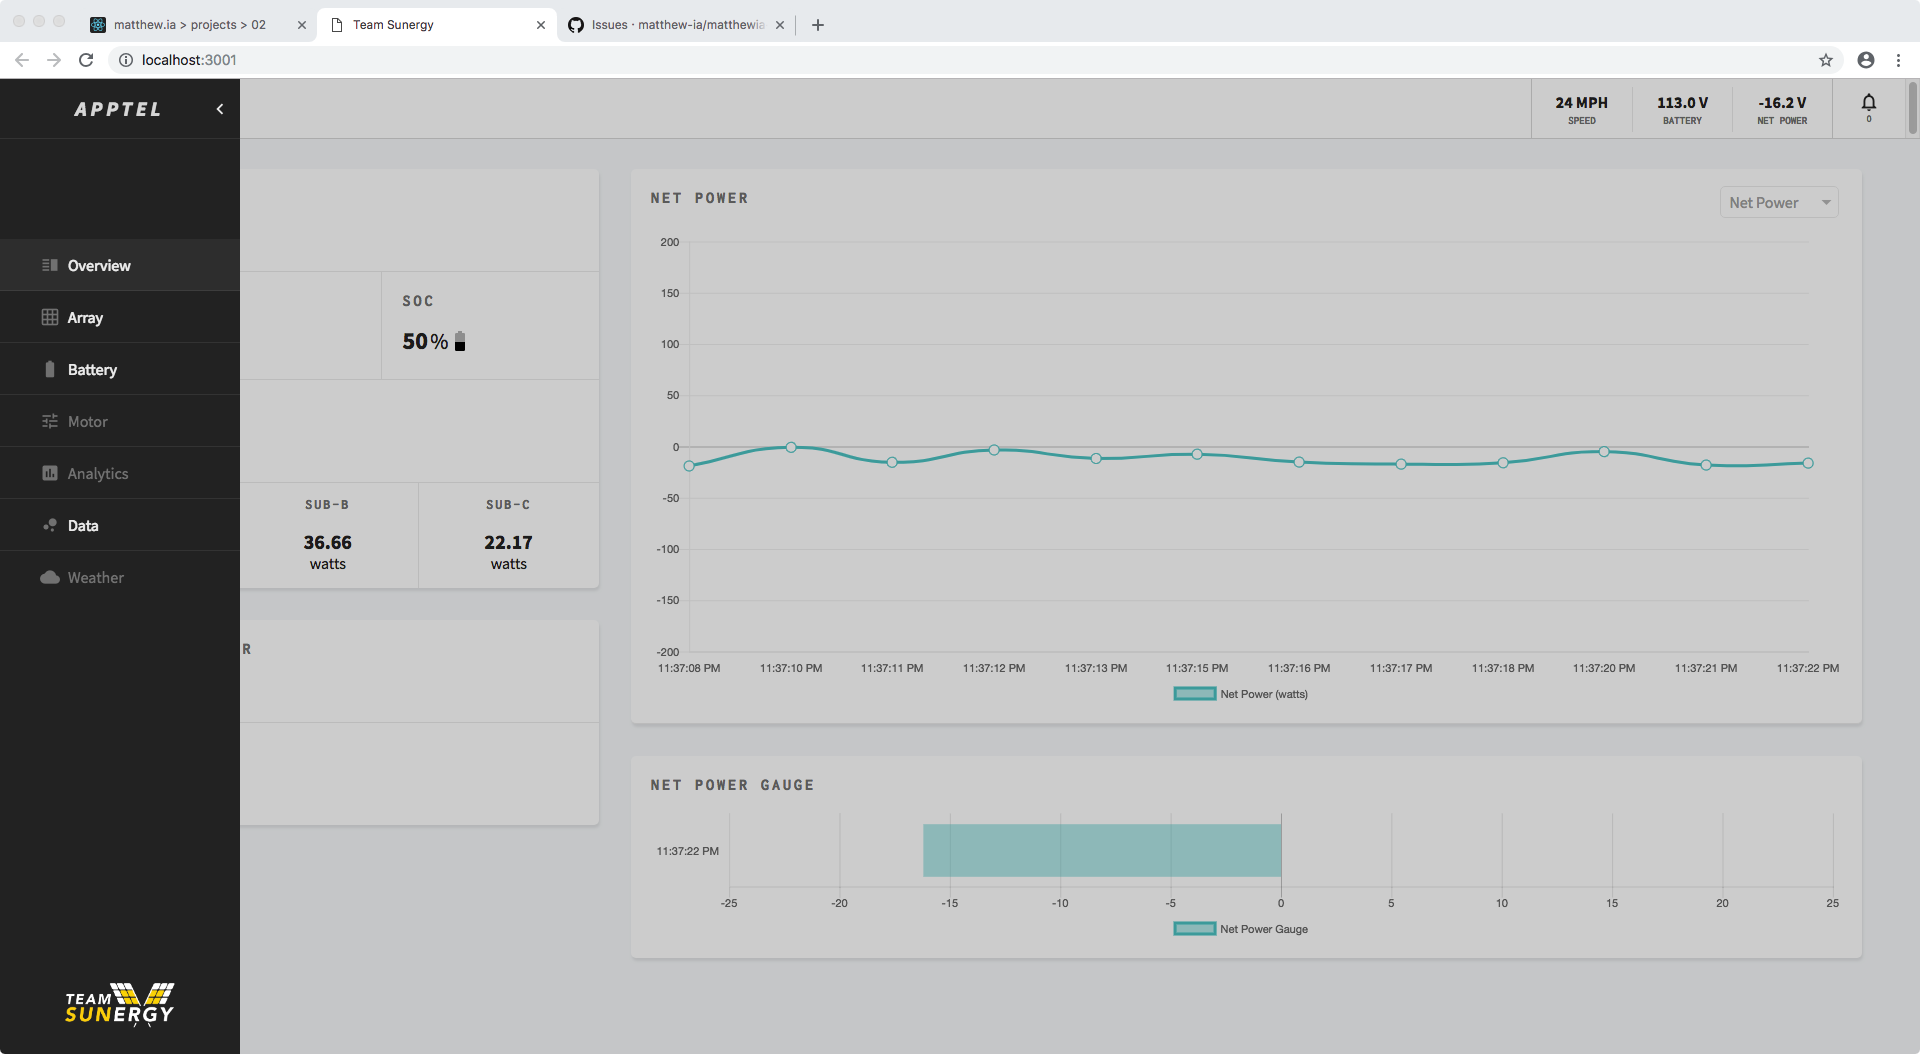 matthew.ia > projects > 02
Team Sunergy
Issues · matthew-ia/matthewia
localhost:3001
APPTEL
24 MPH
SPEED
113.0 V
BATTERY
-16.2 V
NET POWER
0
Overview
Array
Battery
Motor
Analytics
Data
Weather
TEAM
SUNERGY
SOC
50%
SUB-B
36.66
watts
SUB-C
22.17
watts
R
NET POWER
Net Power
200
150
100
50
0
-50
-100
-150
-200
11:37:08 PM 11:37:10 PM 11:37:11 PM 11:37:12 PM 11:37:13 PM 11:37:15 PM 11:37:16 PM 11:37:17 PM 11:37:18 PM 11:37:20 PM 11:37:21 PM 11:37:22 PM
Net Power (watts)
NET POWER GAUGE
11:37:22 PM
-25 -20 -15 -10 -5 0 5 10 15 20 25
Net Power Gauge